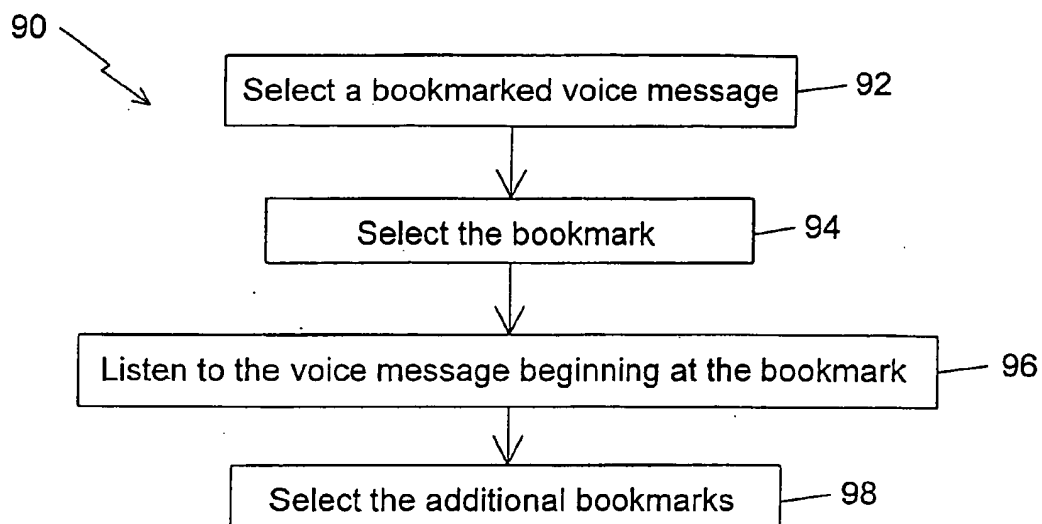 90
Select a bookmarked voice message
92
Select the bookmark
94
Listen to the voice message beginning at the bookmark
96
Select the additional bookmarks
98